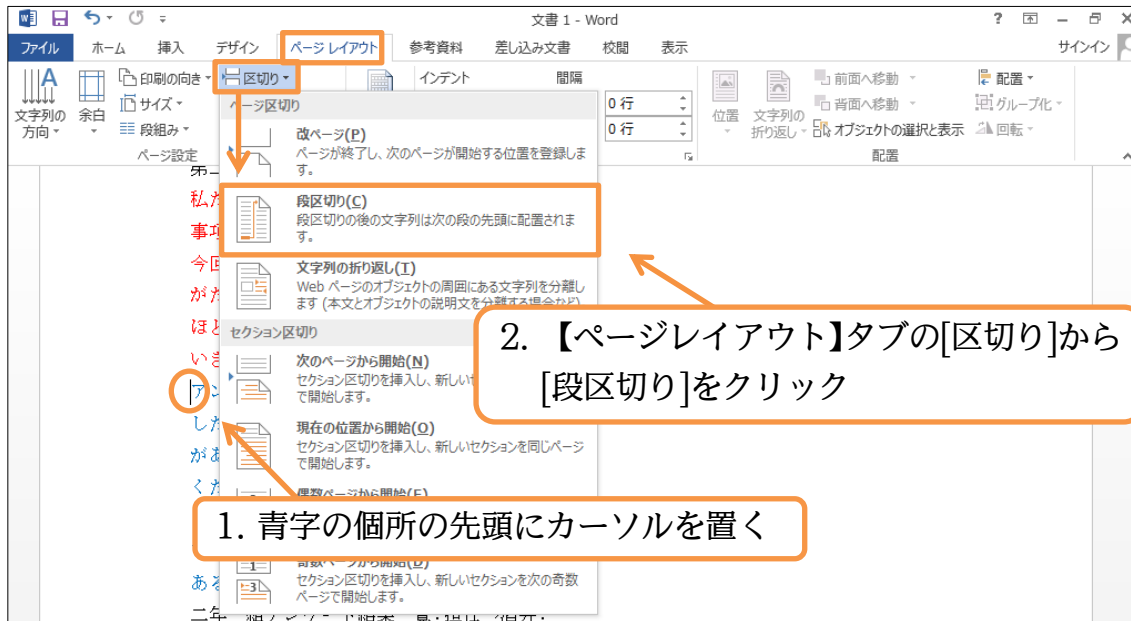 文書 1 - Word
ファイル ホーム 挿入 デザイン ページ レイアウト 参考資料 差し込み文書 校閲 表示 サインイン
文字列の方向
余白
印刷の向き
サイズ
段組み
ページ設定
区切り
インデント 間隔
0 行
0 行
位置
文字列の折り返し
前面へ移動
背面へ移動
オブジェクトの選択と表示
配置
グループ化
回転
配置
ページ区切り
改ページ(P)
ページが終了し、次のページが開始する位置を登録しま
す。
段区切り(C)
段区切りの後の文字列は次の段の先頭に配置されま
す。
文字列の折り返し(T)
Web ページのオブジェクトの周囲にある文字列を分離し
ます (本文とオブジェクトの説明文を分離する場合など)
セクション区切り
次のページから開始(N)
セクション区切りを挿入し、新しい
で開始します。
現在の位置から開始(O)
セクション区切りを挿入し、新しいセクションを同じページ
で開始します。
偶数ページから開始(E)
奇数ページから開始(D)
セクション区切りを挿入し、新しいセクションを次の奇数
ページで開始します。
私た
事項
今回
がた
ほと
いき
アン
した
があ
くた
ある
2. 【ページレイアウト】タブの[区切り]から
[段区切り]をクリック
1. 青字の個所の先頭にカーソルを置く